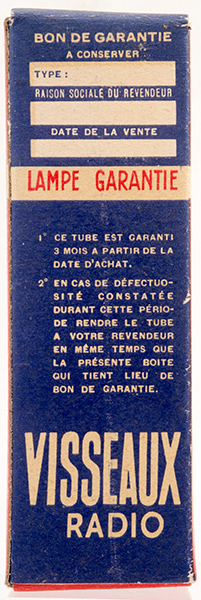 BON DE GARANTIE
A CONSERVER
TYPE :
RAISON SOCIALE DU REVENDEUR
DATE DE LA VENTE
LAMPE GARANTIE
1° CE TUBE EST GARANTI
3 MOIS A PARTIR DE LA
DATE D'ACHAT.
2° EN CAS DE DÉFECTUO-
SITÉ CONSTATÉE
DURANT CETTE PÉRIO-
DE RENDRE LE TUBE
A VOTRE REVENDEUR
EN MÊME TEMPS QUE
LA PRÉSENTE BOITE
QUI TIENT LIEU DE
BON DE GARANTIE.
VISSEAUX
RADIO